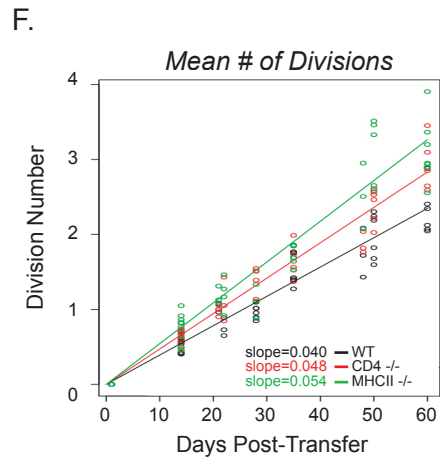 F.
Mean # of Divisions
Division Number
4
3
2
1
0
slope=0.040 WT
slope=0.048 CD4 -/-
slope=0.054 MHCII -/-
0 10 20 30 40 50 60
Days Post-Transfer